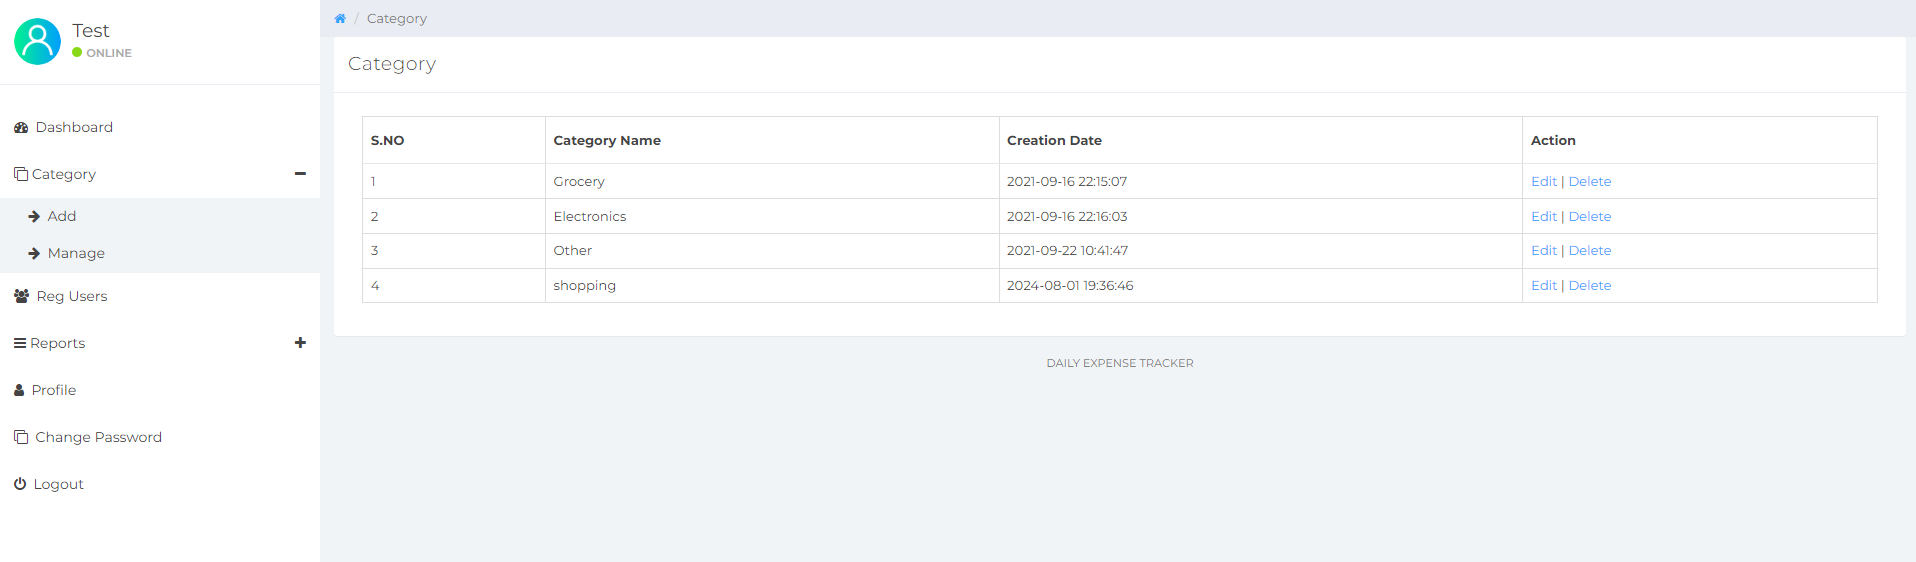 Test
ONLINE
Dashboard
Category
Add
Manage
Reg Users
Reports
Profile
Change Password
Logout
/ Category
Category
S.NO Category Name Creation Date Action
1 Grocery 2021-09-16 22:15:07 Edit | Delete
2 Electronics 2021-09-16 22:16:03 Edit | Delete
3 Other 2021-09-22 10:41:47 Edit | Delete
4 shopping 2024-08-01 19:36:46 Edit | Delete
DAILY EXPENSE TRACKER